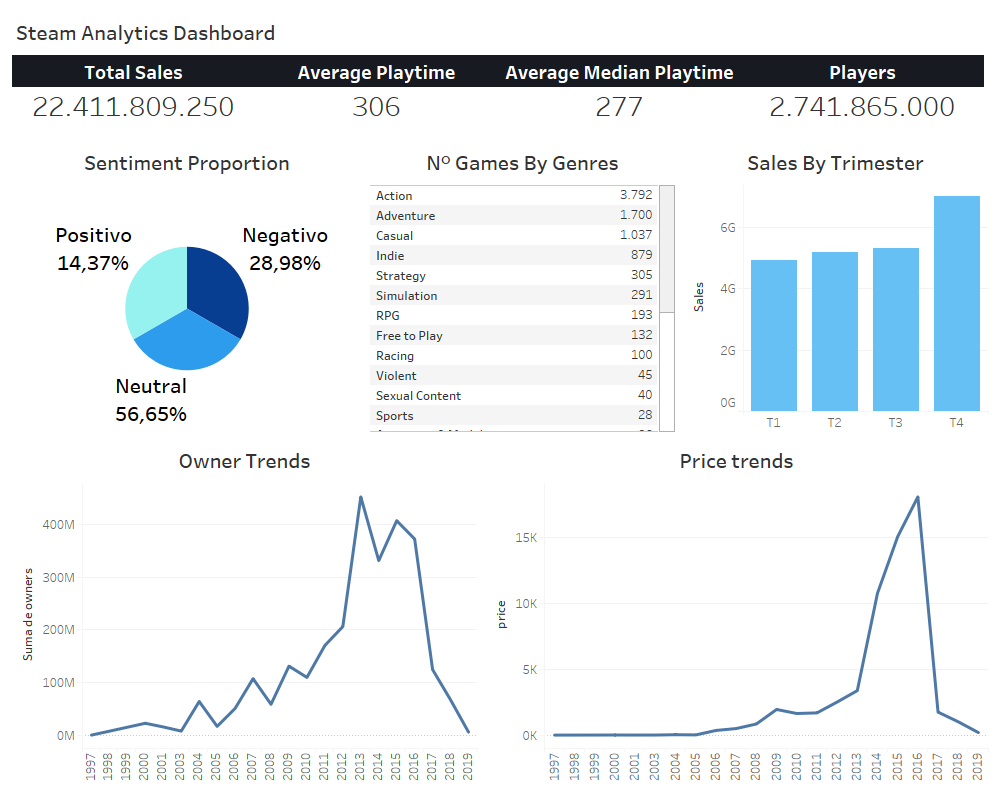 Steam Analytics Dashboard
Total Sales Average Playtime Average Median Playtime Players
22.411.809.250 306 277 2.741.865.000
Sentiment Proportion
Positivo
14,37%
Negativo
28,98%
Neutral
56,65%
Nº Games By Genres
Action 3.792
Adventure 1.700
Casual 1.037
Indie 879
Strategy 305
Simulation 291
RPG 193
Free to Play 132
Racing 100
Violent 45
Sexual Content 40
Sports 28
Sales By Trimester
Sales
6G
4G
2G
0G
T1 T2 T3 T4
Owner Trends
Suma de owners
400M
300M
200M
100M
0M
1997 1998 1999 2000 2001 2003 2004 2005 2006 2007 2008 2009 2010 2011 2012 2013 2014 2015 2016 2017 2018 2019
Price trends
price
15K
10K
5K
0K
1997 1998 1999 2000 2001 2003 2004 2005 2006 2007 2008 2009 2010 2011 2012 2013 2014 2015 2016 2017 2018 2019